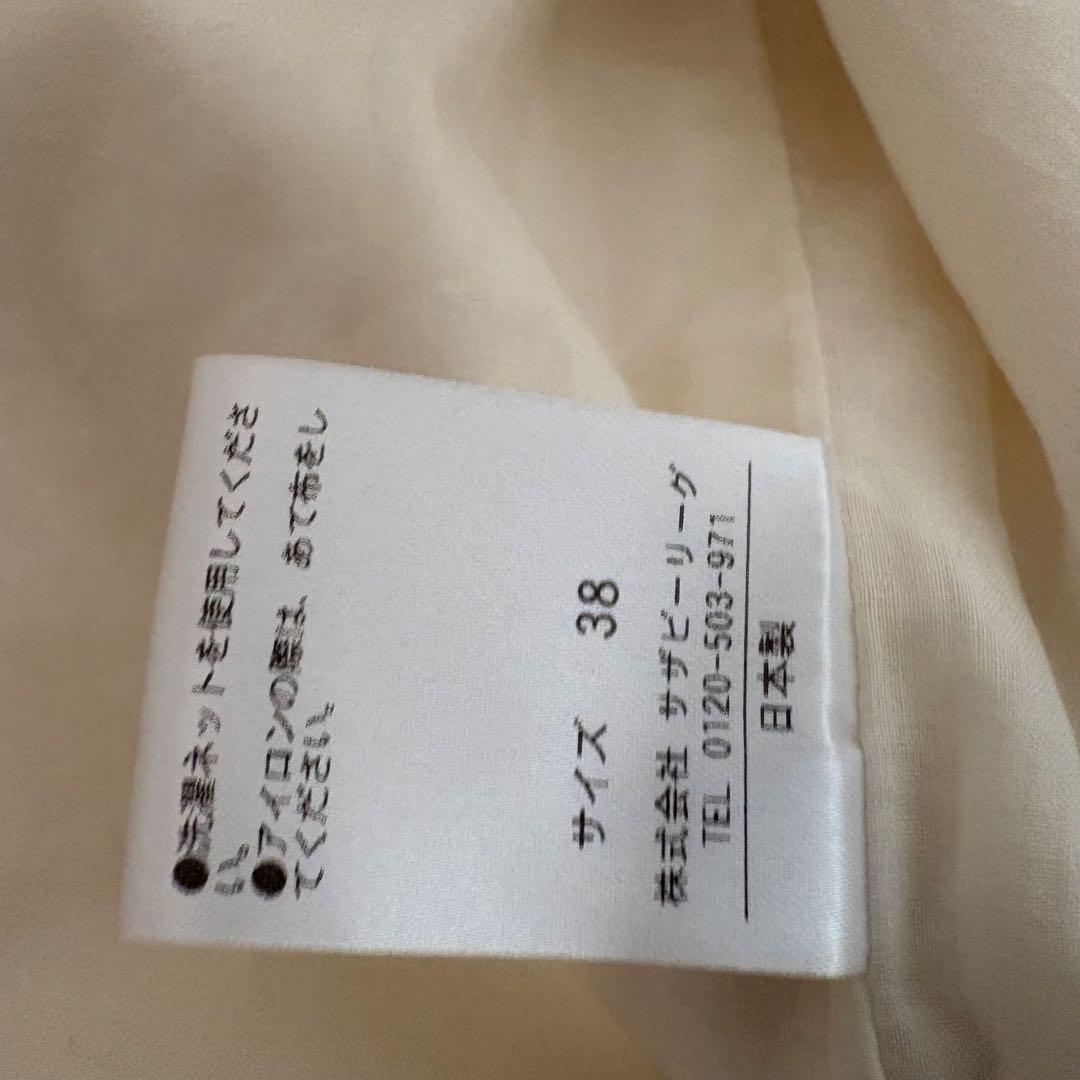 ●洗濯ネットを使用してくださ
い。
●アイロンの際は、あて布をし
てください。
サイズ 38
株式会社 サザビーリーグ
TEL 0120-503-971
日本製